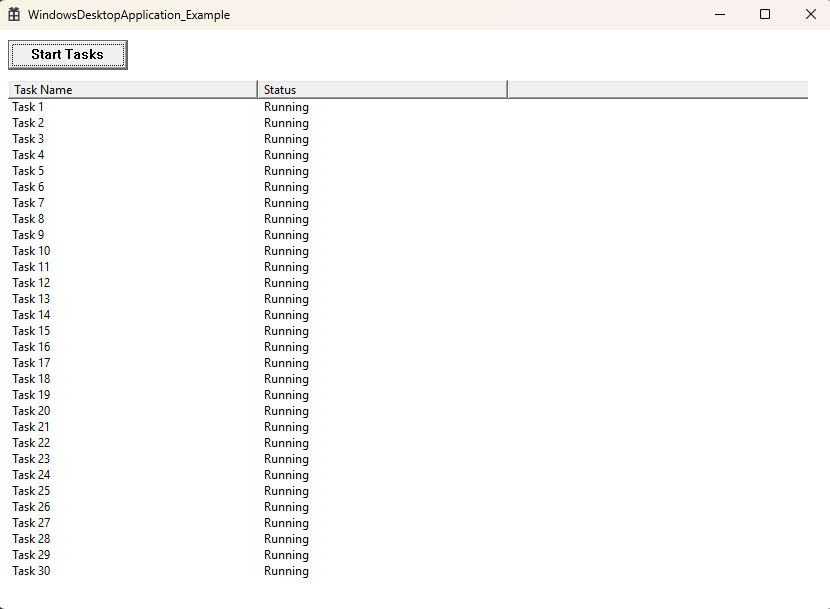 WindowsDesktopApplication_Example
Start Tasks
Task Name Status
Task 1 Running
Task 2 Running
Task 3 Running
Task 4 Running
Task 5 Running
Task 6 Running
Task 7 Running
Task 8 Running
Task 9 Running
Task 10 Running
Task 11 Running
Task 12 Running
Task 13 Running
Task 14 Running
Task 15 Running
Task 16 Running
Task 17 Running
Task 18 Running
Task 19 Running
Task 20 Running
Task 21 Running
Task 22 Running
Task 23 Running
Task 24 Running
Task 25 Running
Task 26 Running
Task 27 Running
Task 28 Running
Task 29 Running
Task 30 Running